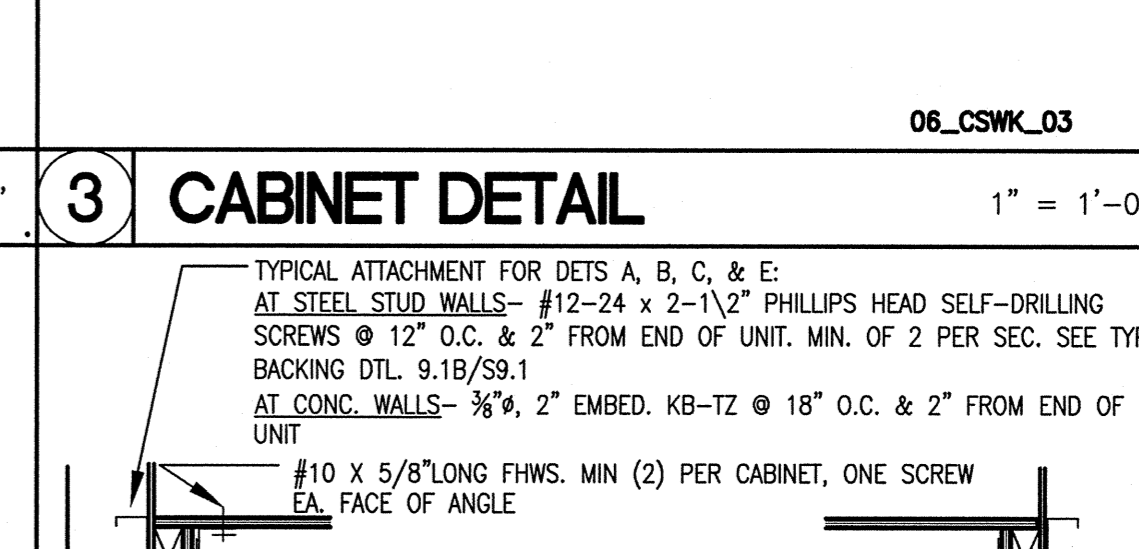 06_CSWK_03
3 CABINET DETAIL 1" = 1'-0
TYPICAL ATTACHMENT FOR DETS A, B, C, & E:
AT STEEL STUD WALLS- #12-24 x 2-1\2" PHILLIPS HEAD SELF-DRILLING
SCREWS @ 12" O.C. & 2" FROM END OF UNIT. MIN. OF 2 PER SEC. SEE
BACKING DTL. 9.1B/S9.1
AT CONC. WALLS- ⅜"ø, 2" EMBED. KB-TZ @ 18" O.C. & 2" FROM END OF
UNIT
#10 X 5/8"LONG FHWS. MIN (2) PER CABINET, ONE SCREW
EA. FACE OF ANGLE